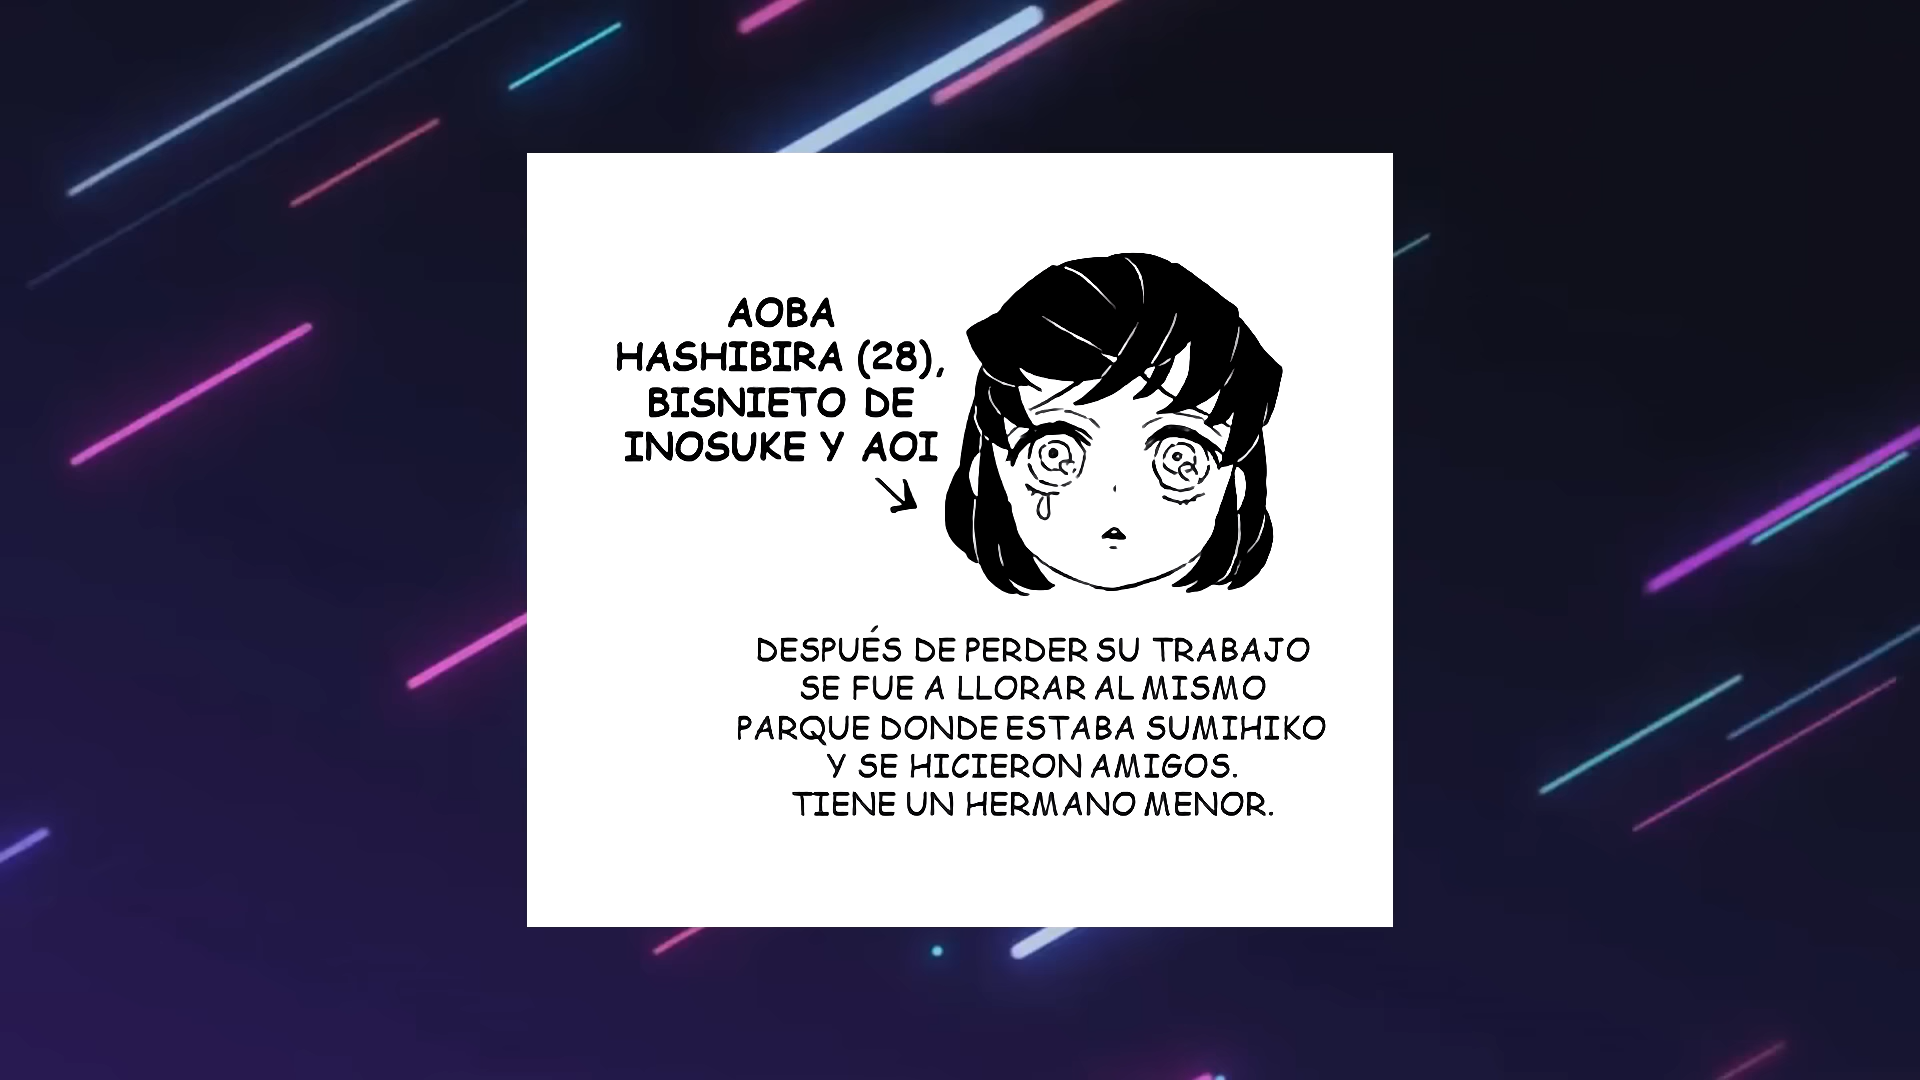 AOBA
HASHIBIRA (28),
BISNIETO DE
INOSUKE Y AOI
DESPUÉS DE PERDER SU TRABAJO
SE FUE A LLORAR AL MISMO
PARQUE DONDE ESTABA SUMIHIKO
Y SE HICIERON AMIGOS.
TIENE UN HERMANO MENOR.